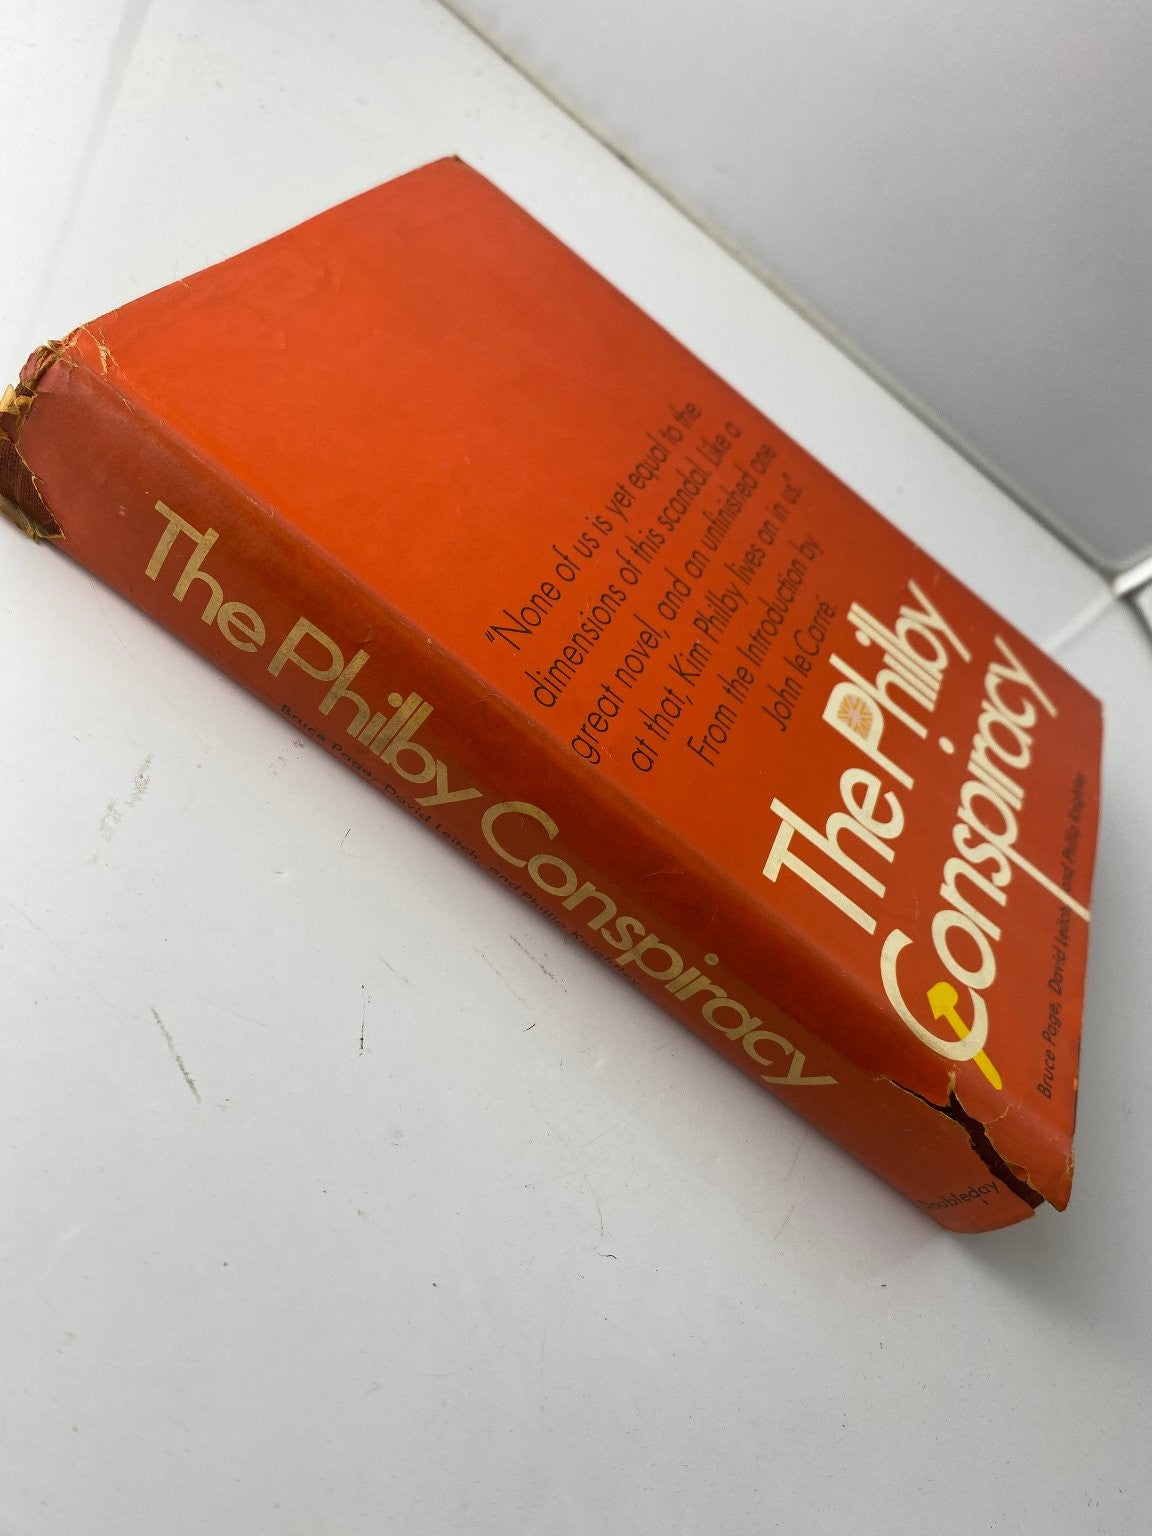 "None of us is yet equal to the
dimensions of this scandal. Like a
great novel, and an unfinished one
at that, Kim Philby lives on in us."
From the Introduction by
John le Carré.
The Philby
Conspiracy
Bruce Page, David Leitch, and Phillip Knightley
The Philby Conspiracy
Bruce Page, David Leitch, and Phillip Knightley
Doubleday